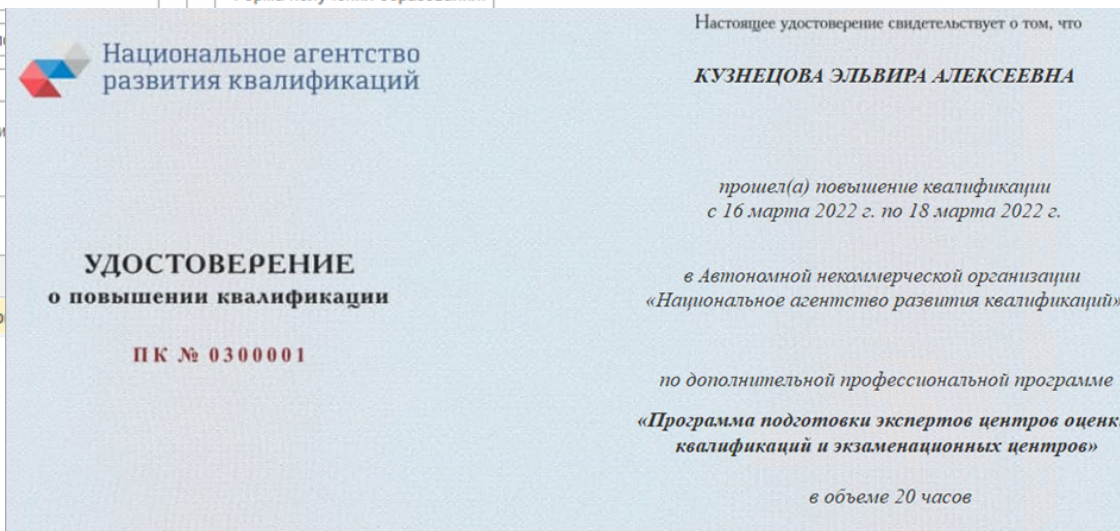 Национальное агентство
развития квалификаций
УДОСТОВЕРЕНИЕ
о повышении квалификации
ПК № 0300001
Настоящее удостоверение свидетельствует о том, что
КУЗНЕЦОВА ЭЛЬВИРА АЛЕКСЕЕВНА
прошел(а) повышение квалификации
с 16 марта 2022 г. по 18 марта 2022 г.
в Автономной некоммерческой организации
«Национальное агентство развития квалификаций»
по дополнительной профессиональной программе
«Программа подготовки экспертов центров
квалификаций и экзаменационных центров»
в объеме 20 часов